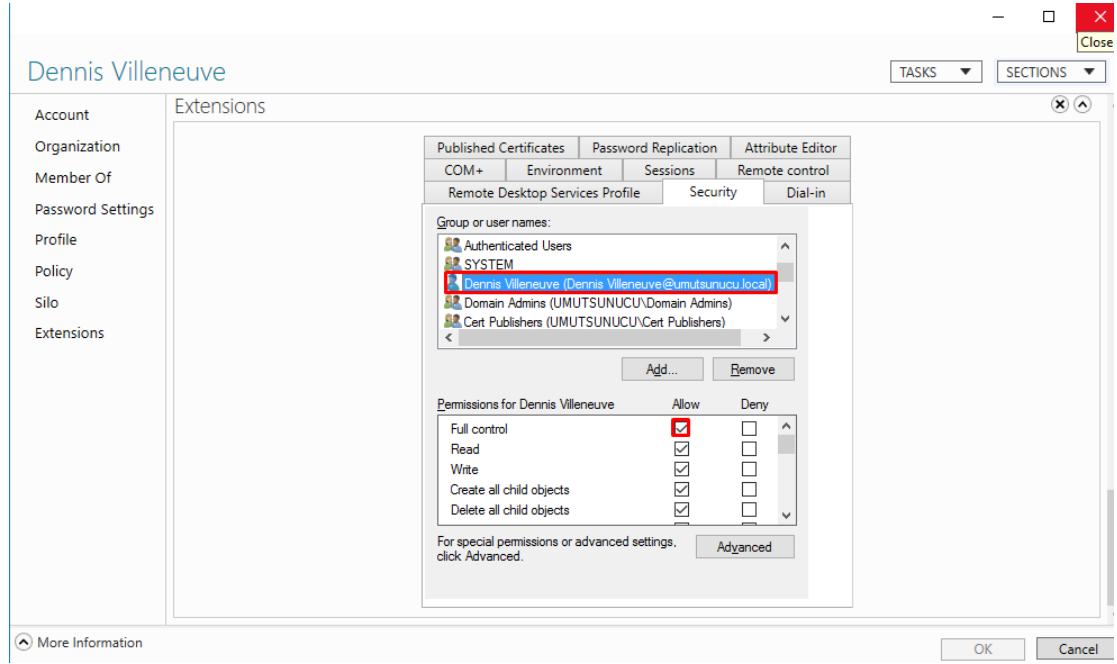 Close
Dennis Villeneuve
TASKS
SECTIONS
Account
Organization
Member Of
Password Settings
Profile
Policy
Silo
Extensions
Extensions
Published Certificates Password Replication Attribute Editor
COM+ Environment Sessions Remote control
Remote Desktop Services Profile Security Dial-in
Group or user names:
Authenticated Users
SYSTEM
Dennis Villeneuve (Dennis Villeneuve@umutsunucu.local)
Domain Admins (UMUTSUNUCU\Domain Admins)
Cert Publishers (UMUTSUNUCU\Cert Publishers)
Add... Remove
Permissions for Dennis Villeneuve Allow Deny
Full control
Read
Write
Create all child objects
Delete all child objects
For special permissions or advanced settings,
click Advanced.
Advanced
More Information
OK Cancel